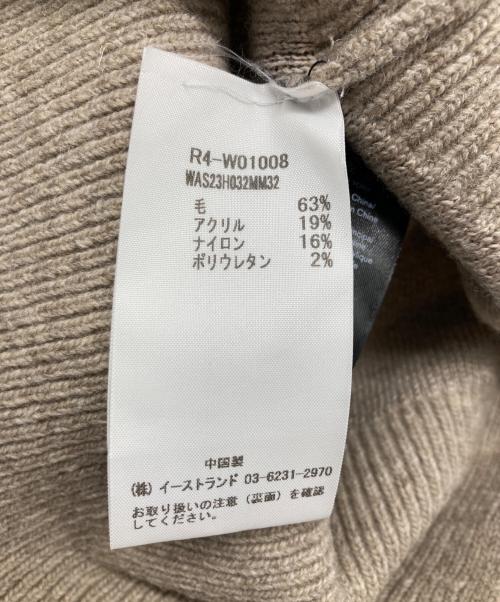 R4-W01008
WAS23H032MM32
毛 63%
アクリル 19%
ナイロン 16%
ポリウレタン 2%
中国製
(株) イーストランド 03-6231-2970
お取り扱いの注意 (裏面) を確認
してください。
China/
n China